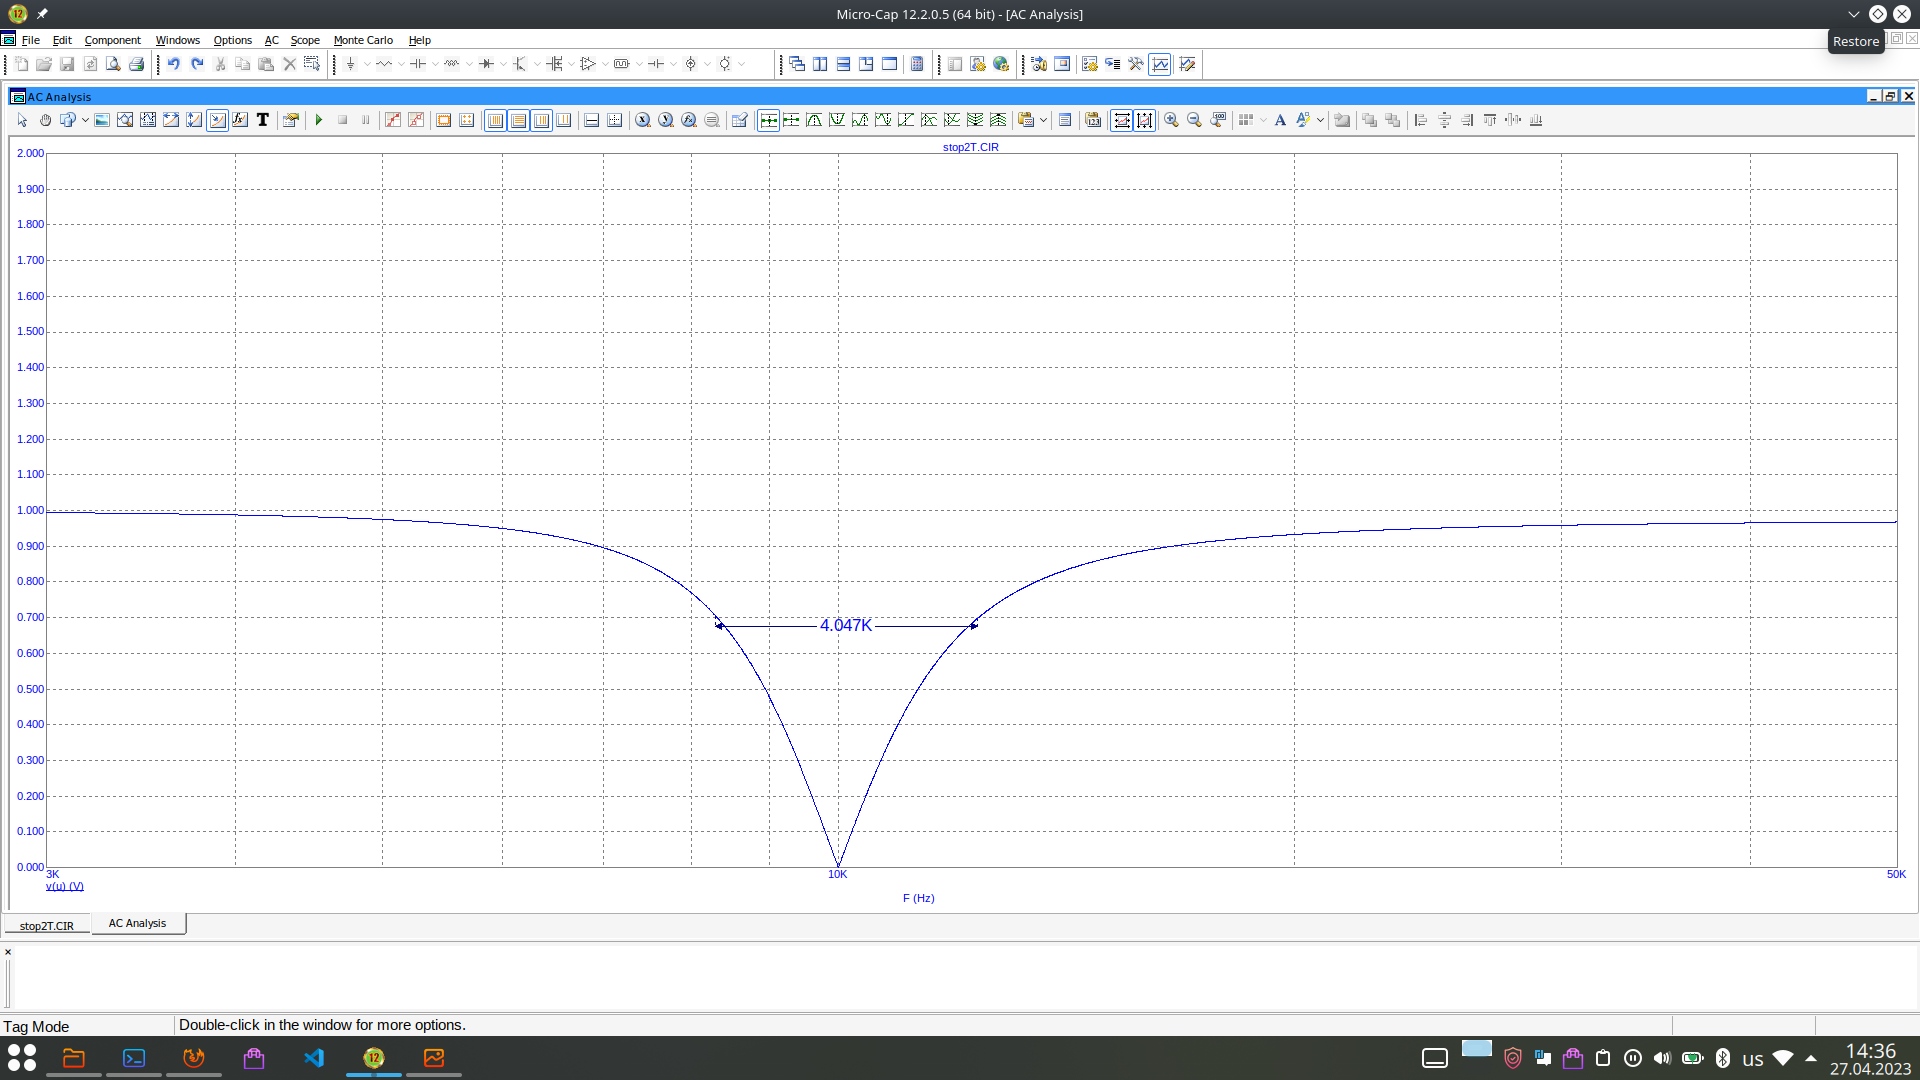 12 Micro-Cap 12.2.0.5 (64 bit) - [AC Analysis]
File Edit Component Windows Options AC Scope Monte Carlo Help
Restore
AC Analysis
stop2T.CIR
2.000
1.900
1.800
1.700
1.600
1.500
1.400
1.300
1.200
1.100
1.000
0.900
0.800
0.700
4.047K
0.600
0.500
0.400
0.300
0.200
0.100
0.000
3K 10K 50K
v(u) (V)
F (Hz)
stop2T.CIR AC Analysis
Tag Mode Double-click in the window for more options.
12 us 14:36
27.04.2023